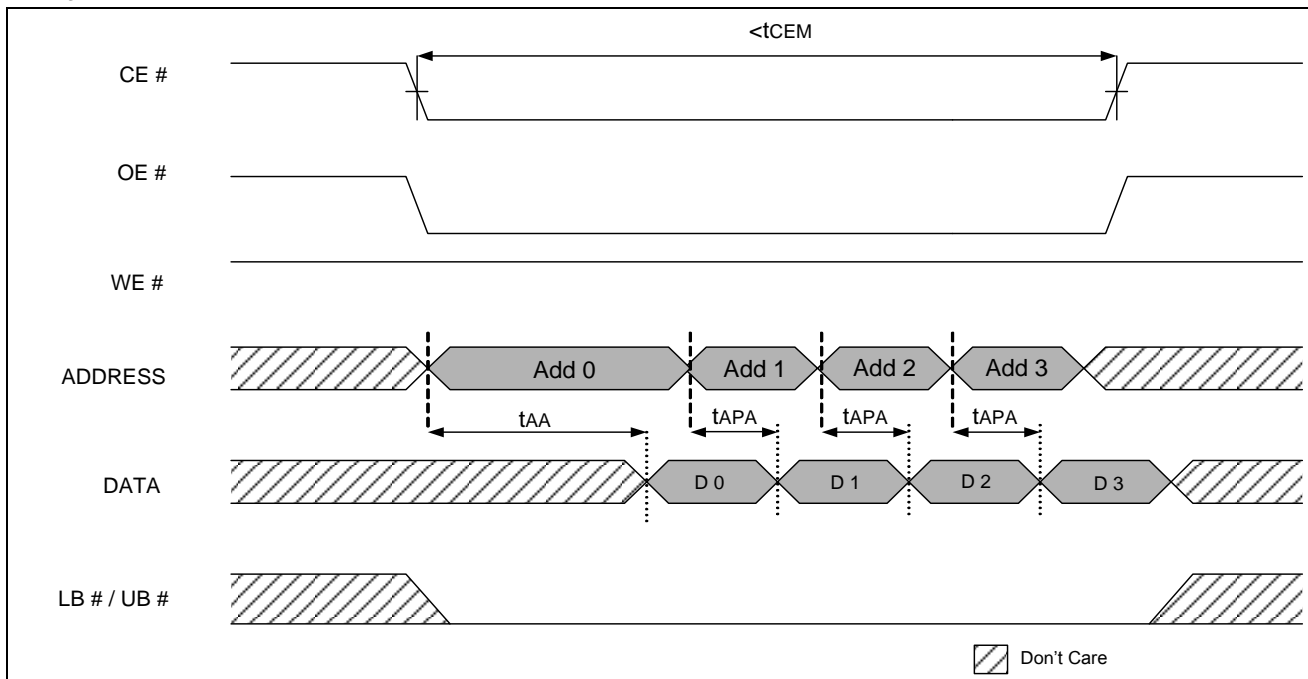 <tCEM
CE #
OE #
WE #
ADDRESS
Add 0
Add 1
Add 2
Add 3
tAA
tAPA
tAPA
tAPA
DATA
D 0
D 1
D 2
D 3
LB # / UB #
Don't Care